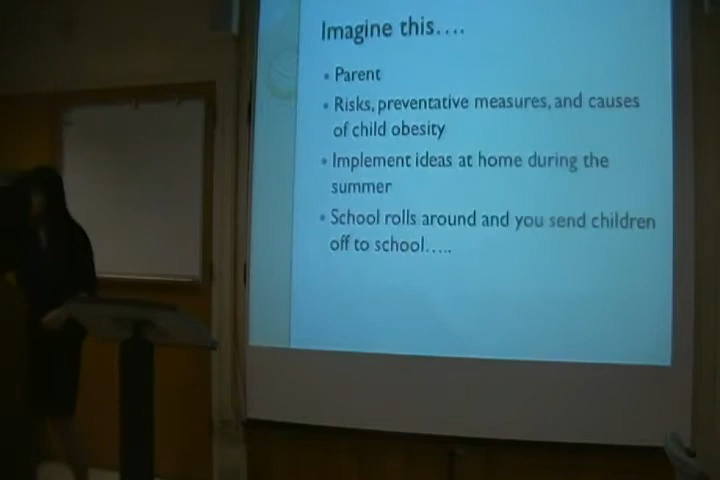 Imagine this....
• Parent
• Risks, preventative measures, and causes
of child obesity
• Implement ideas at home during the
summer
• School rolls around and you send children
off to school.....